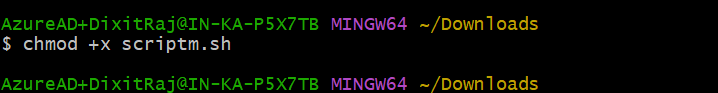 AzureAD+DixitRaj@IN-KA-P5X7TB MINGW64 ~/Downloads
$ chmod +x scriptm.sh
AzureAD+DixitRaj@IN-KA-P5X7TB MINGW64 ~/Downloads